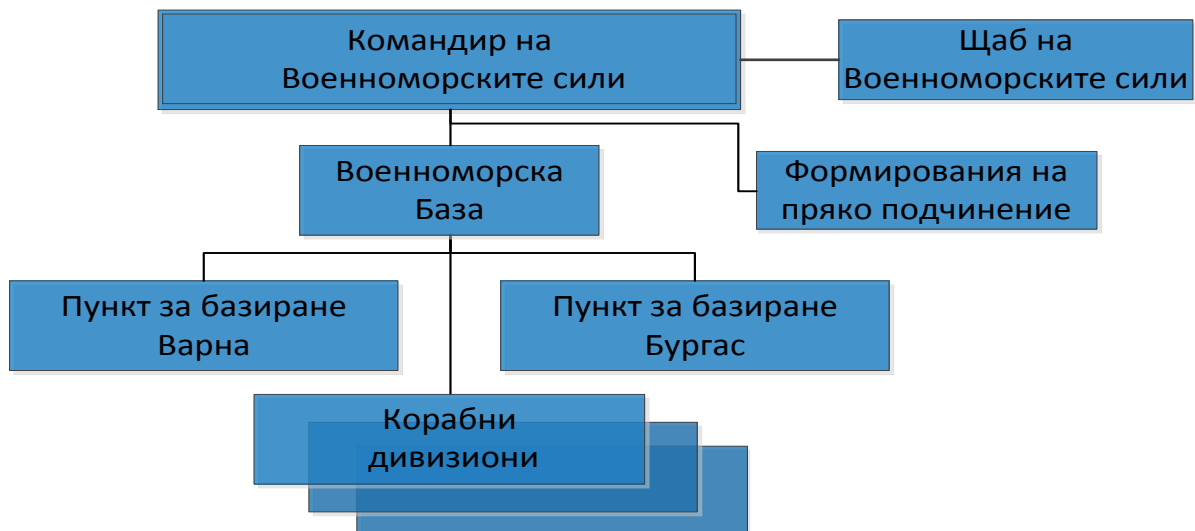 Командир на
Военноморските сили
Щаб на
Военноморските сили
Военноморска
База
Формирования на
пряко подчинение
Пункт за базиране
Варна
Пункт за базиране
Бургас
Корабни
дивизиони